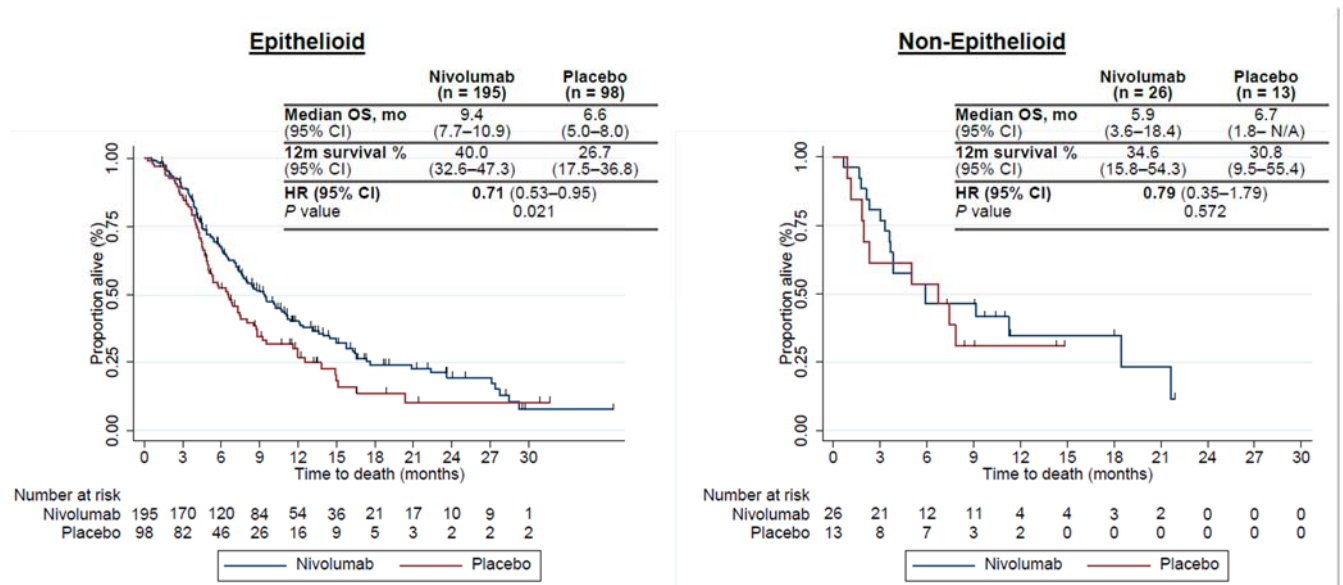 Epithelioid
Nivolumab Placebo
(n = 195) (n = 98)
Median OS, mo 9.4 6.6
(95% CI) (7.7–10.9) (5.0–8.0)
12m survival % 40.0 26.7
(95% CI) (32.6–47.3) (17.5–36.8)
HR (95% CI) 0.71 (0.53–0.95)
P value 0.021
Proportion alive (%)
1.00
0.75
0.50
0.25
0.00
0 3 6 9 12 15 18 21 24 27 30
Time to death (months)
Number at risk
Nivolumab 195 170 120 84 54 36 21 17 10 9 1
Placebo 98 82 46 26 16 9 5 3 2 2 2
Nivolumab Placebo
Non-Epithelioid
Nivolumab Placebo
(n = 26) (n = 13)
Median OS, mo 5.9 6.7
(95% CI) (3.6–18.4) (1.8– N/A)
12m survival % 34.6 30.8
(95% CI) (15.8–54.3) (9.5–55.4)
HR (95% CI) 0.79 (0.35–1.79)
P value 0.572
Proportion alive (%)
1.00
0.75
0.50
0.25
0.00
0 3 6 9 12 15 18 21 24 27 30
Time to death (months)
Number at risk
Nivolumab 26 21 12 11 4 4 3 2 0 0 0
Placebo 13 8 7 3 2 0 0 0 0 0 0
Nivolumab Placebo